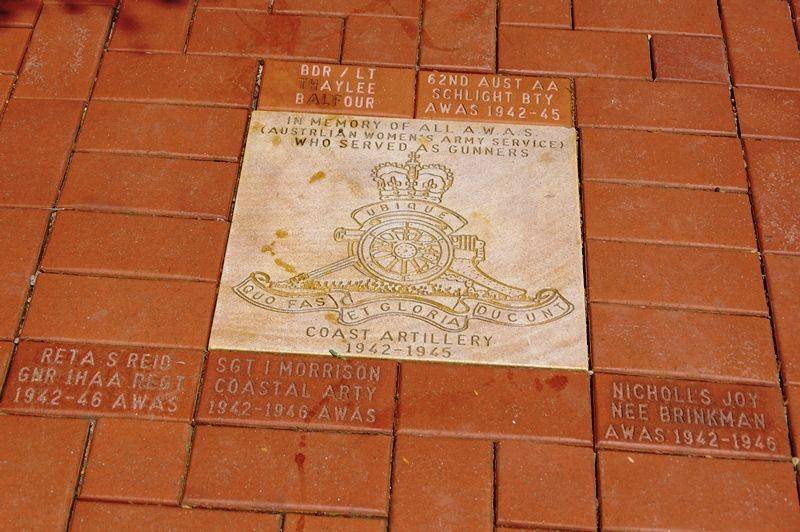 BDR / LT
THAYLEE
BALFOUR
62ND AUST AA
SCHLIGHT BTY
AWAS 1942-45
IN MEMORY OF ALL A.W.A.S.
(AUSTRLIAN WOMEN'S ARMY SERVICE)
WHO SERVED AS GUNNERS
UBIQUE
QUO FAS ET GLORIA DUCUNT
COAST ARTILLERY
1942-1945
RETA S REID-
GNR 1HAA REGT
1942-46 AWAS
SGT I MORRISON
COASTAL ARTY
1942-1946 AWAS
NICHOLLS JOY
NEE BRINKMAN
AWAS 1942-1946